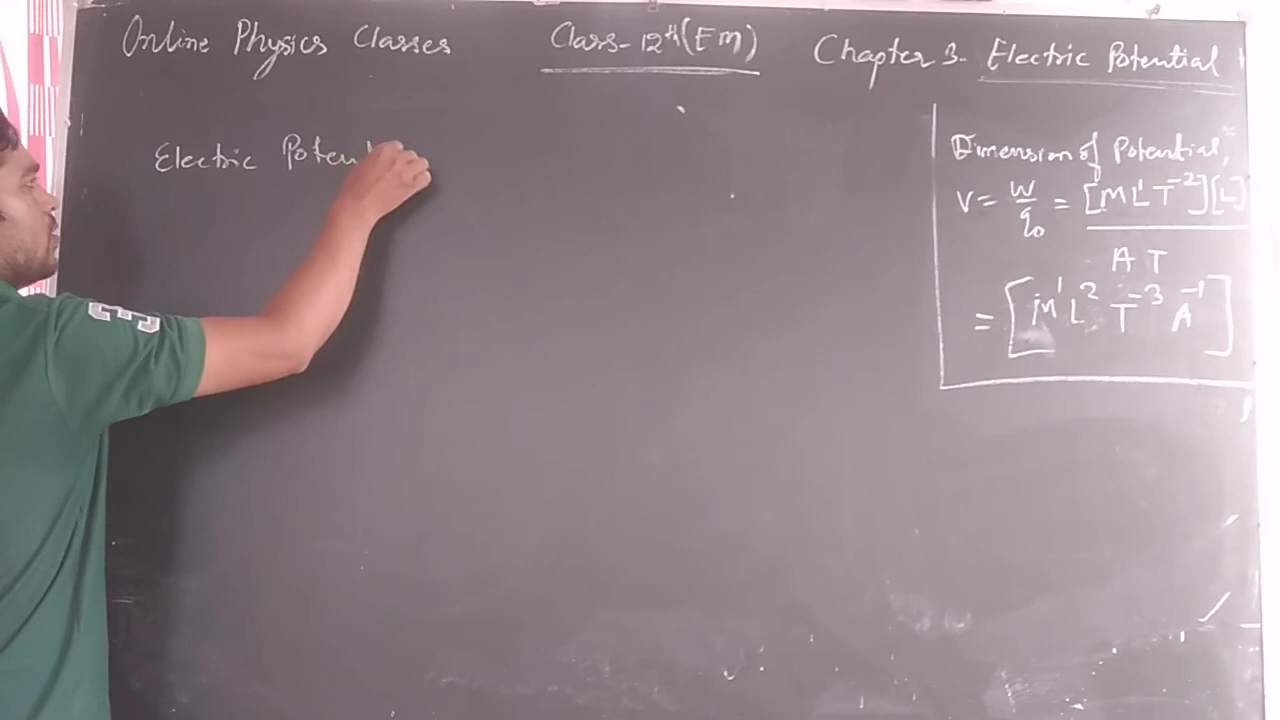 Online Physics Classes Class-12th(Em) Chapter 3. Electric Potential
Electric Poten
Dimension of Potential,
V = W/q₀ = [M L¹ T⁻²][L]/A T
= [M¹ L² T⁻³ A⁻¹]